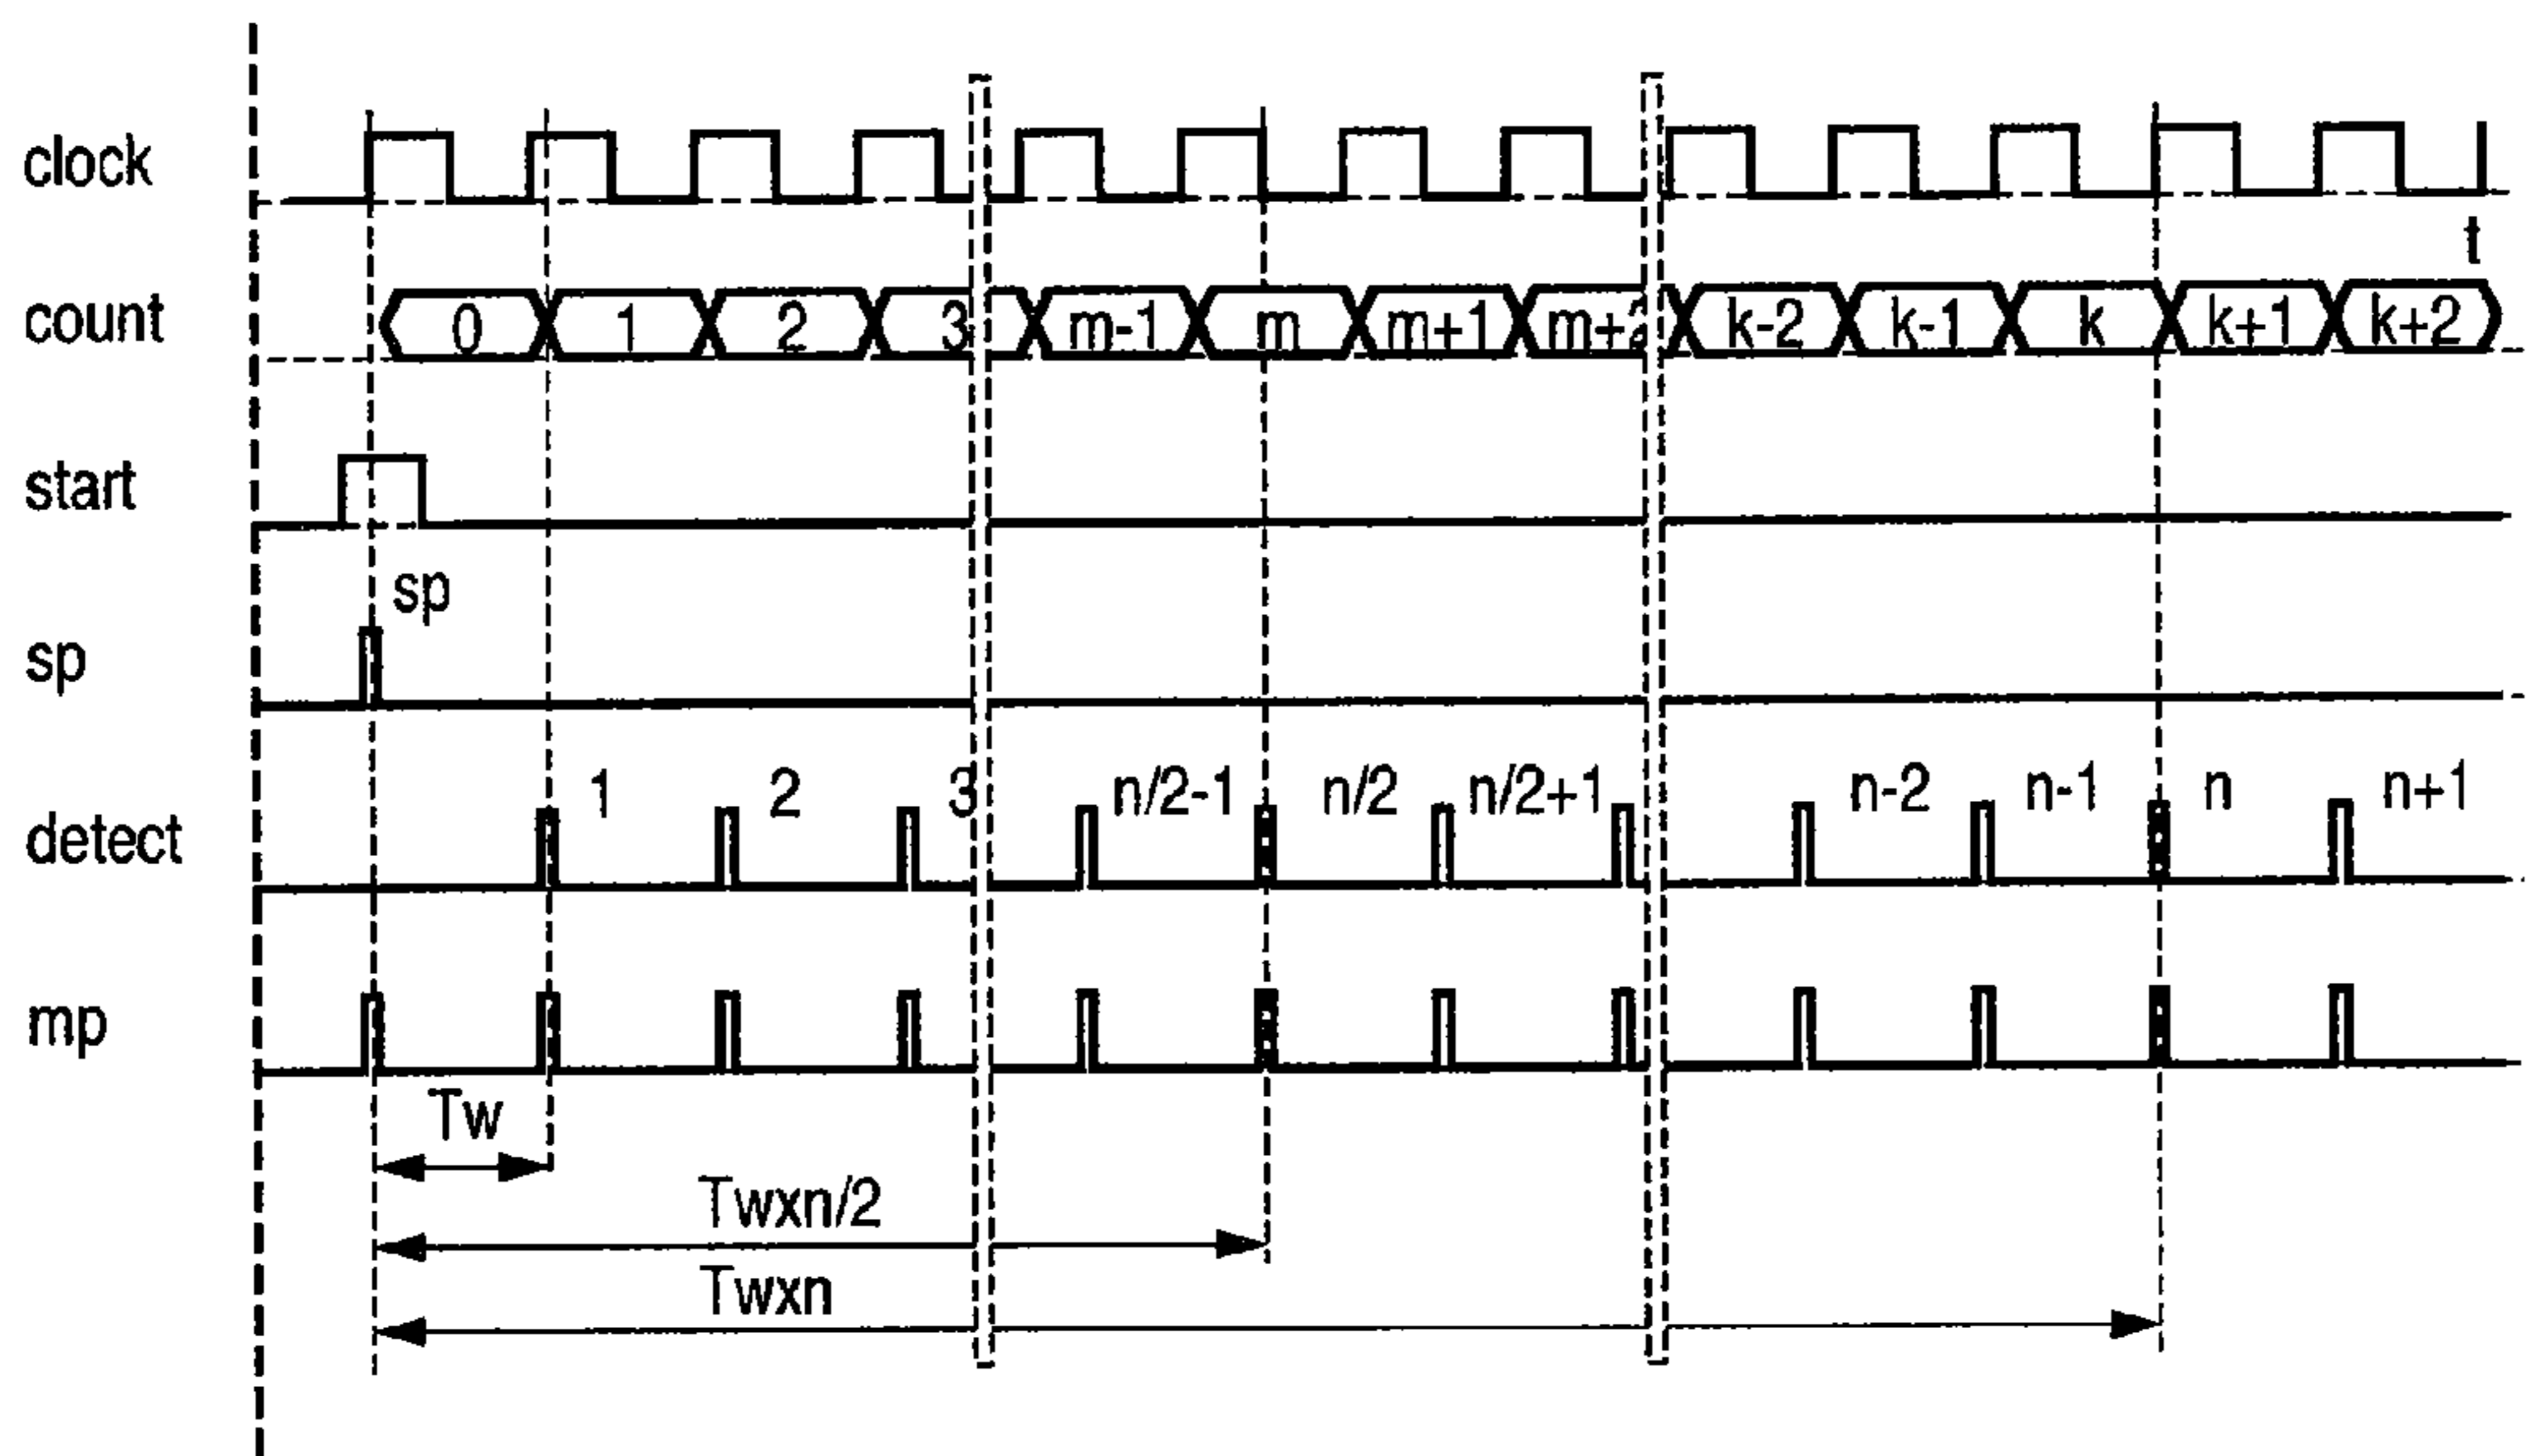 clock
t
count 0 1 2 3 m-1 m m+1 m+2 k-2 k-1 k k+1 k+2
start
sp
sp
detect 1 2 3 n/2-1 n/2 n/2+1 n-2 n-1 n n+1
mp
Tw
Twxn/2
Twxn